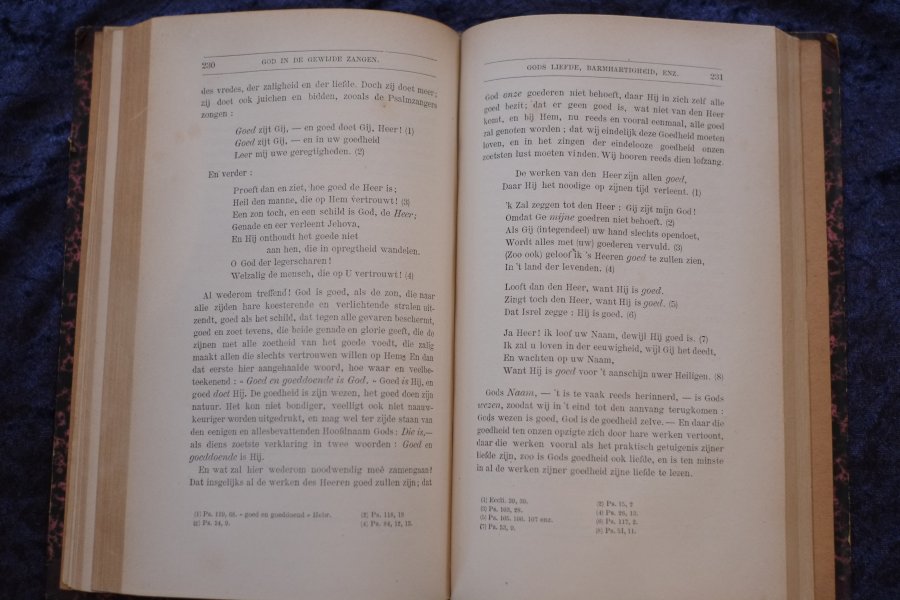 230
GOD IN DE GEWIJDE ZANGEN.
des vredes, der zaligheid en der liefde. Doch zij doet meer;
zij doet ook juichen en bidden, zooals de Psalmzangers
zongen :
Goed zijt Gij, — en goed doet Gij, Heer! (1)
Goed zijt Gij, — en in uw goedheid
Leer mij uwe geregtigheden. (2)
En verder :
Proeft dan en ziet, hoe goed de Heer is;
Heil den manne, die op Hem vertrouwt! (3)
Een zon toch, en een schild is God, de Heer;
Genade en eer verleent Jehova,
En Hij onthoudt het goede niet
aan hen, die in opregtheid wandelen.
O God der legerscharen!
Welzalig de mensch, die op U vertrouwt! (4)
Al wederom treffend! God is goed, als de zon, die naar
alle zijden hare koesterende en verlichtende stralen uit-
zendt, goed als het schild, dat tegen alle gevaren beschermt,
goed en zoet tevens, die beide genade en glorie geeft, die de
zijnen met alle zoetheid van het goede voedt, die zalig
maakt allen die slechts vertrouwen willen op Hem. En dan
dat eerste hier aangehaalde woord, hoe waar en veelbe-
teekenend : « Goed en goeddoende is God. » Goed is Hij, en
goed doet Hij. De goedheid is zijn wezen, het goed doen zijn
natuur. Het kon niet bondiger, veelligt ook niet nauw-
keuriger worden uitgedrukt, en mag wel ter zijde staan van
den eenigen en allesbevattenden Hoofdnaam Gods : Die is,—
als diens zoetste verklaring in twee woorden : Goed en
goeddoende is Hij.
En wat zal hier wederom noodwendig meê zamengaan?
Dat insgelijks al de werken des Heeren goed zullen zijn; dat
(1) Ps. 119, 68. « goed en goeddoend » Hebr.
(2) Ps. 118, 19
(3) Ps. 34, 9.
(4) Ps. 84, 12, 13.
GODS LIEFDE, BARMHARTIGHEID, ENZ.
231
God onze goederen niet behoeft, daar Hij in zich zelf alle
goed bezit; dat er geen goed is, wat niet van den Heer
komt, en bij Hem, nu reeds en vooral eenmaal, alle goed
zal genoten worden; dat wij eindelijk deze Goedheid moeten
loven, en in het zingen der eindelooze goedheid onzen
zoetsten lust moeten vinden. Wij hooren reeds dien lofzang.
De werken van den Heer zijn allen goed,
Daar Hij het noodige op zijnen tijd verleent. (1)
'k Zal zeggen tot den Heer : Gij zijt mijn God!
Omdat Ge mijne goedren niet behoeft. (2)
Als Gij (integendeel) uw hand slechts opendoet,
Wordt alles met (uw) goederen vervuld. (3)
(Zoo ook) geloof ik 's Heeren goed te zullen zien,
In 't land der levenden. (4)
Looft dan den Heer, want Hij is goed.
Zingt toch den Heer, want Hij is goed. (5)
Dat Isrel zegge : Hij is goed. (6)
Ja Heer! ik loof uw Naam, dewijl Hij goed is. (7)
Ik zal u loven in der eeuwigheid, wijl Gij het deedt,
En wachten op uw Naam,
Want Hij is goed voor 't aanschijn uwer Heiligen. (8)
Gods Naam, — 't is te vaak reeds herinnerd, — is Gods
wezen, zoodat wij in 't eind tot den aanvang terugkomen :
Gods wezen is goed, God is de goedheid zelve. — En daar die
goedheid ten onzen opzigte zich door hare werken vertoont,
daar die werken vooral als het praktisch getuigenis zijner
liefde zijn, zoo is Gods goedheid ook liefde, en is ten minste
in al de werken zijner goedheid zijne liefde te lezen.
(1) Eccli. 39, 39.
(2) Ps. 15, 2
(3) Ps. 103, 28.
(4) Ps. 26, 13.
(5) Ps. 105. 106. 107 enz.
(6) Ps. 117, 2.
(7) Ps. 53, 9.
(8) Ps. 51, 11.